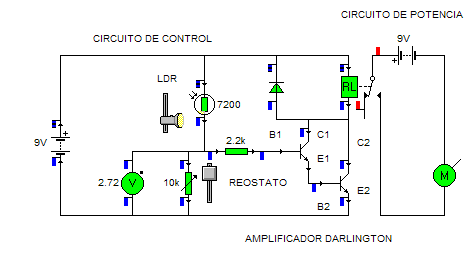 CIRCUITO DE POTENCIA
CIRCUITO DE CONTROL
9V
LDR
RL
7200
B1
C1
2.2k
C2
9V
E1
2.72
V
10k
REOSTATO
M
E2
B2
AMPLIFICADOR DARLINGTON